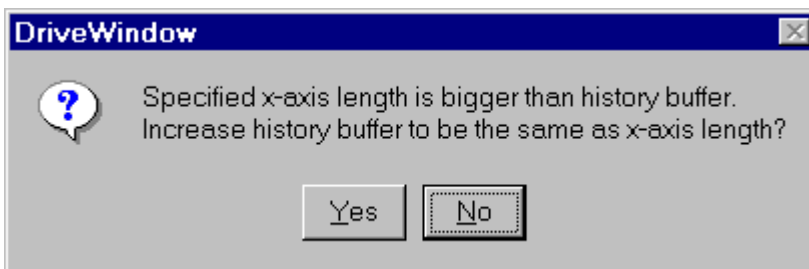 DriveWindow
Specified x-axis length is bigger than history buffer.
Increase history buffer to be the same as x-axis length?
Yes No